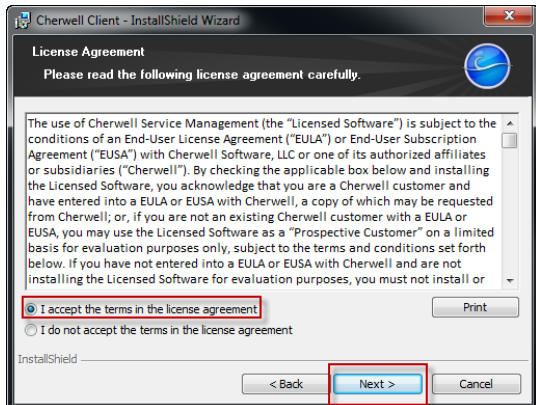 Cherwell Client - InstallShield Wizard
License Agreement
Please read the following license agreement carefully.
The use of Cherwell Service Management (the “Licensed Software”) is subject to the
conditions of an End-User License Agreement (“EULA”) or End-User Subscription
Agreement (“EUSA”) with Cherwell Software, LLC or one of its authorized affiliates
or subsidiaries (“Cherwell”). By checking the applicable box below and installing
the Licensed Software, you acknowledge that you are a Cherwell customer and
have entered into a EULA or EUSA with Cherwell, a copy of which may be requested
from Cherwell; or, if you are not an existing Cherwell customer with a EULA or
EUSA, you may use the Licensed Software as a “Prospective Customer” on a limited
basis for evaluation purposes only, subject to the terms and conditions set forth
below. If you have not entered into a EULA or EUSA with Cherwell and are not
installing the Licensed Software for evaluation purposes, you must not install or
I accept the terms in the license agreement
Print
I do not accept the terms in the license agreement
InstallShield
< Back
Next >
Cancel